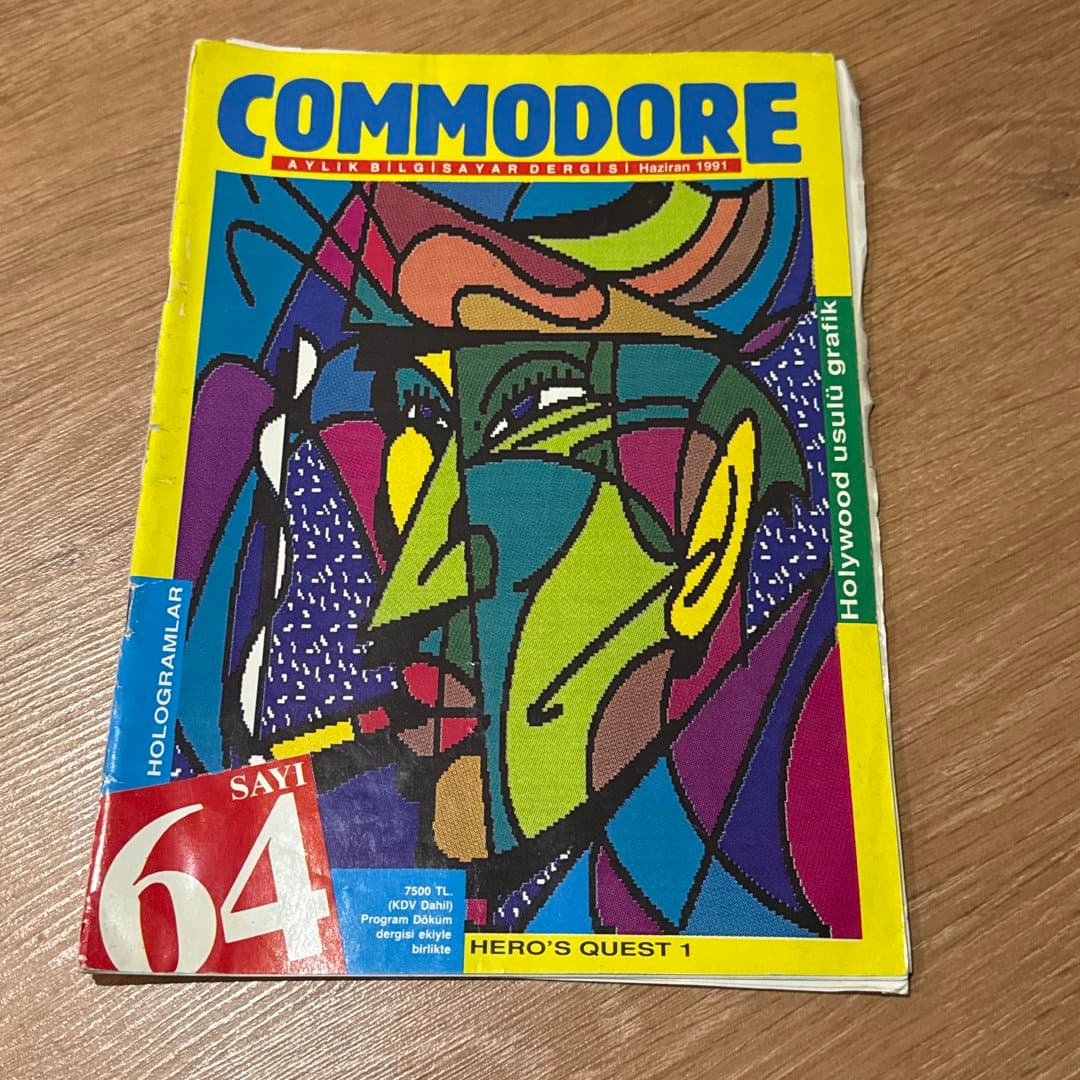 COMMODORE
AYLIK BİLGİSAYAR DERGİSİ Haziran 1991
Holywood usulü grafik
HOLOGRAMLAR
SAYI
64
7500 TL.
(KDV Dahil)
Program Döküm
dergisi ekiyle
birlikte
HERO'S QUEST 1